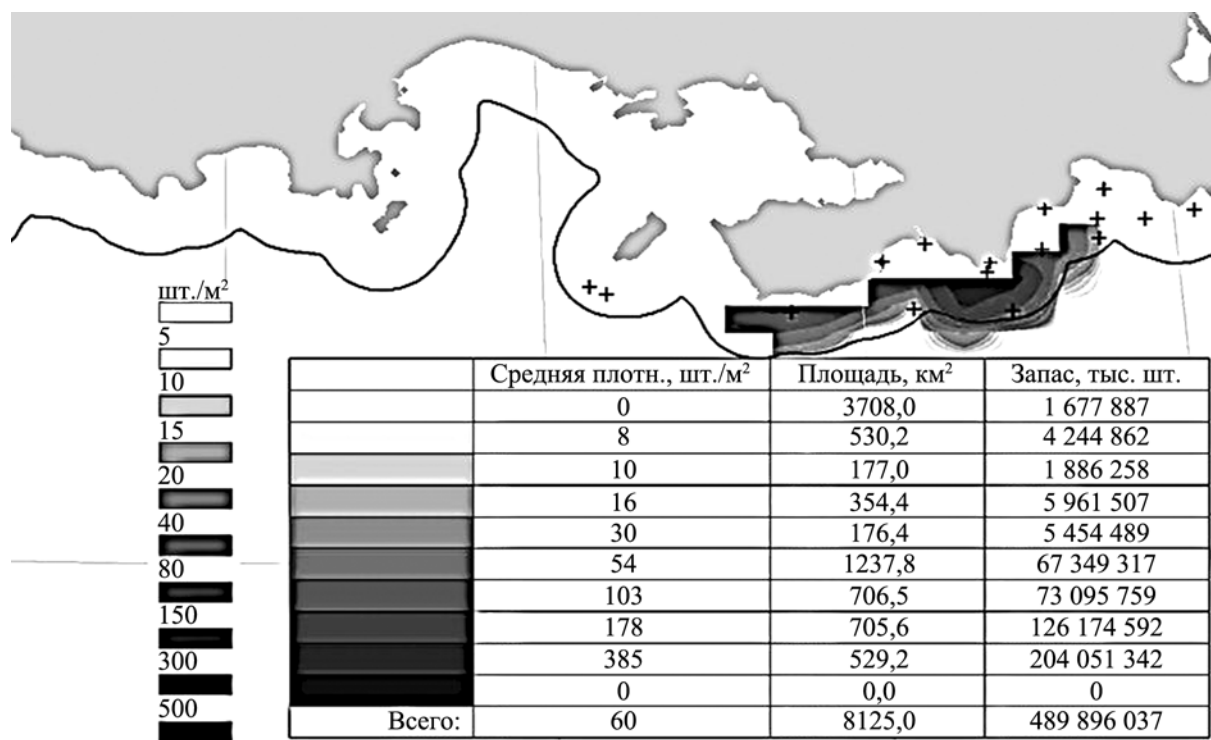 шт./м²
5
10
15
20
40
80
150
300
500
Средняя плотн., шт./м² Площадь, км² Запас, тыс. шт.
0 3708,0 1 677 887
8 530,2 4 244 862
10 177,0 1 886 258
16 354,4 5 961 507
30 176,4 5 454 489
54 1237,8 67 349 317
103 706,5 73 095 759
178 705,6 126 174 592
385 529,2 204 051 342
0 0,0 0
Всего: 60 8125,0 489 896 037